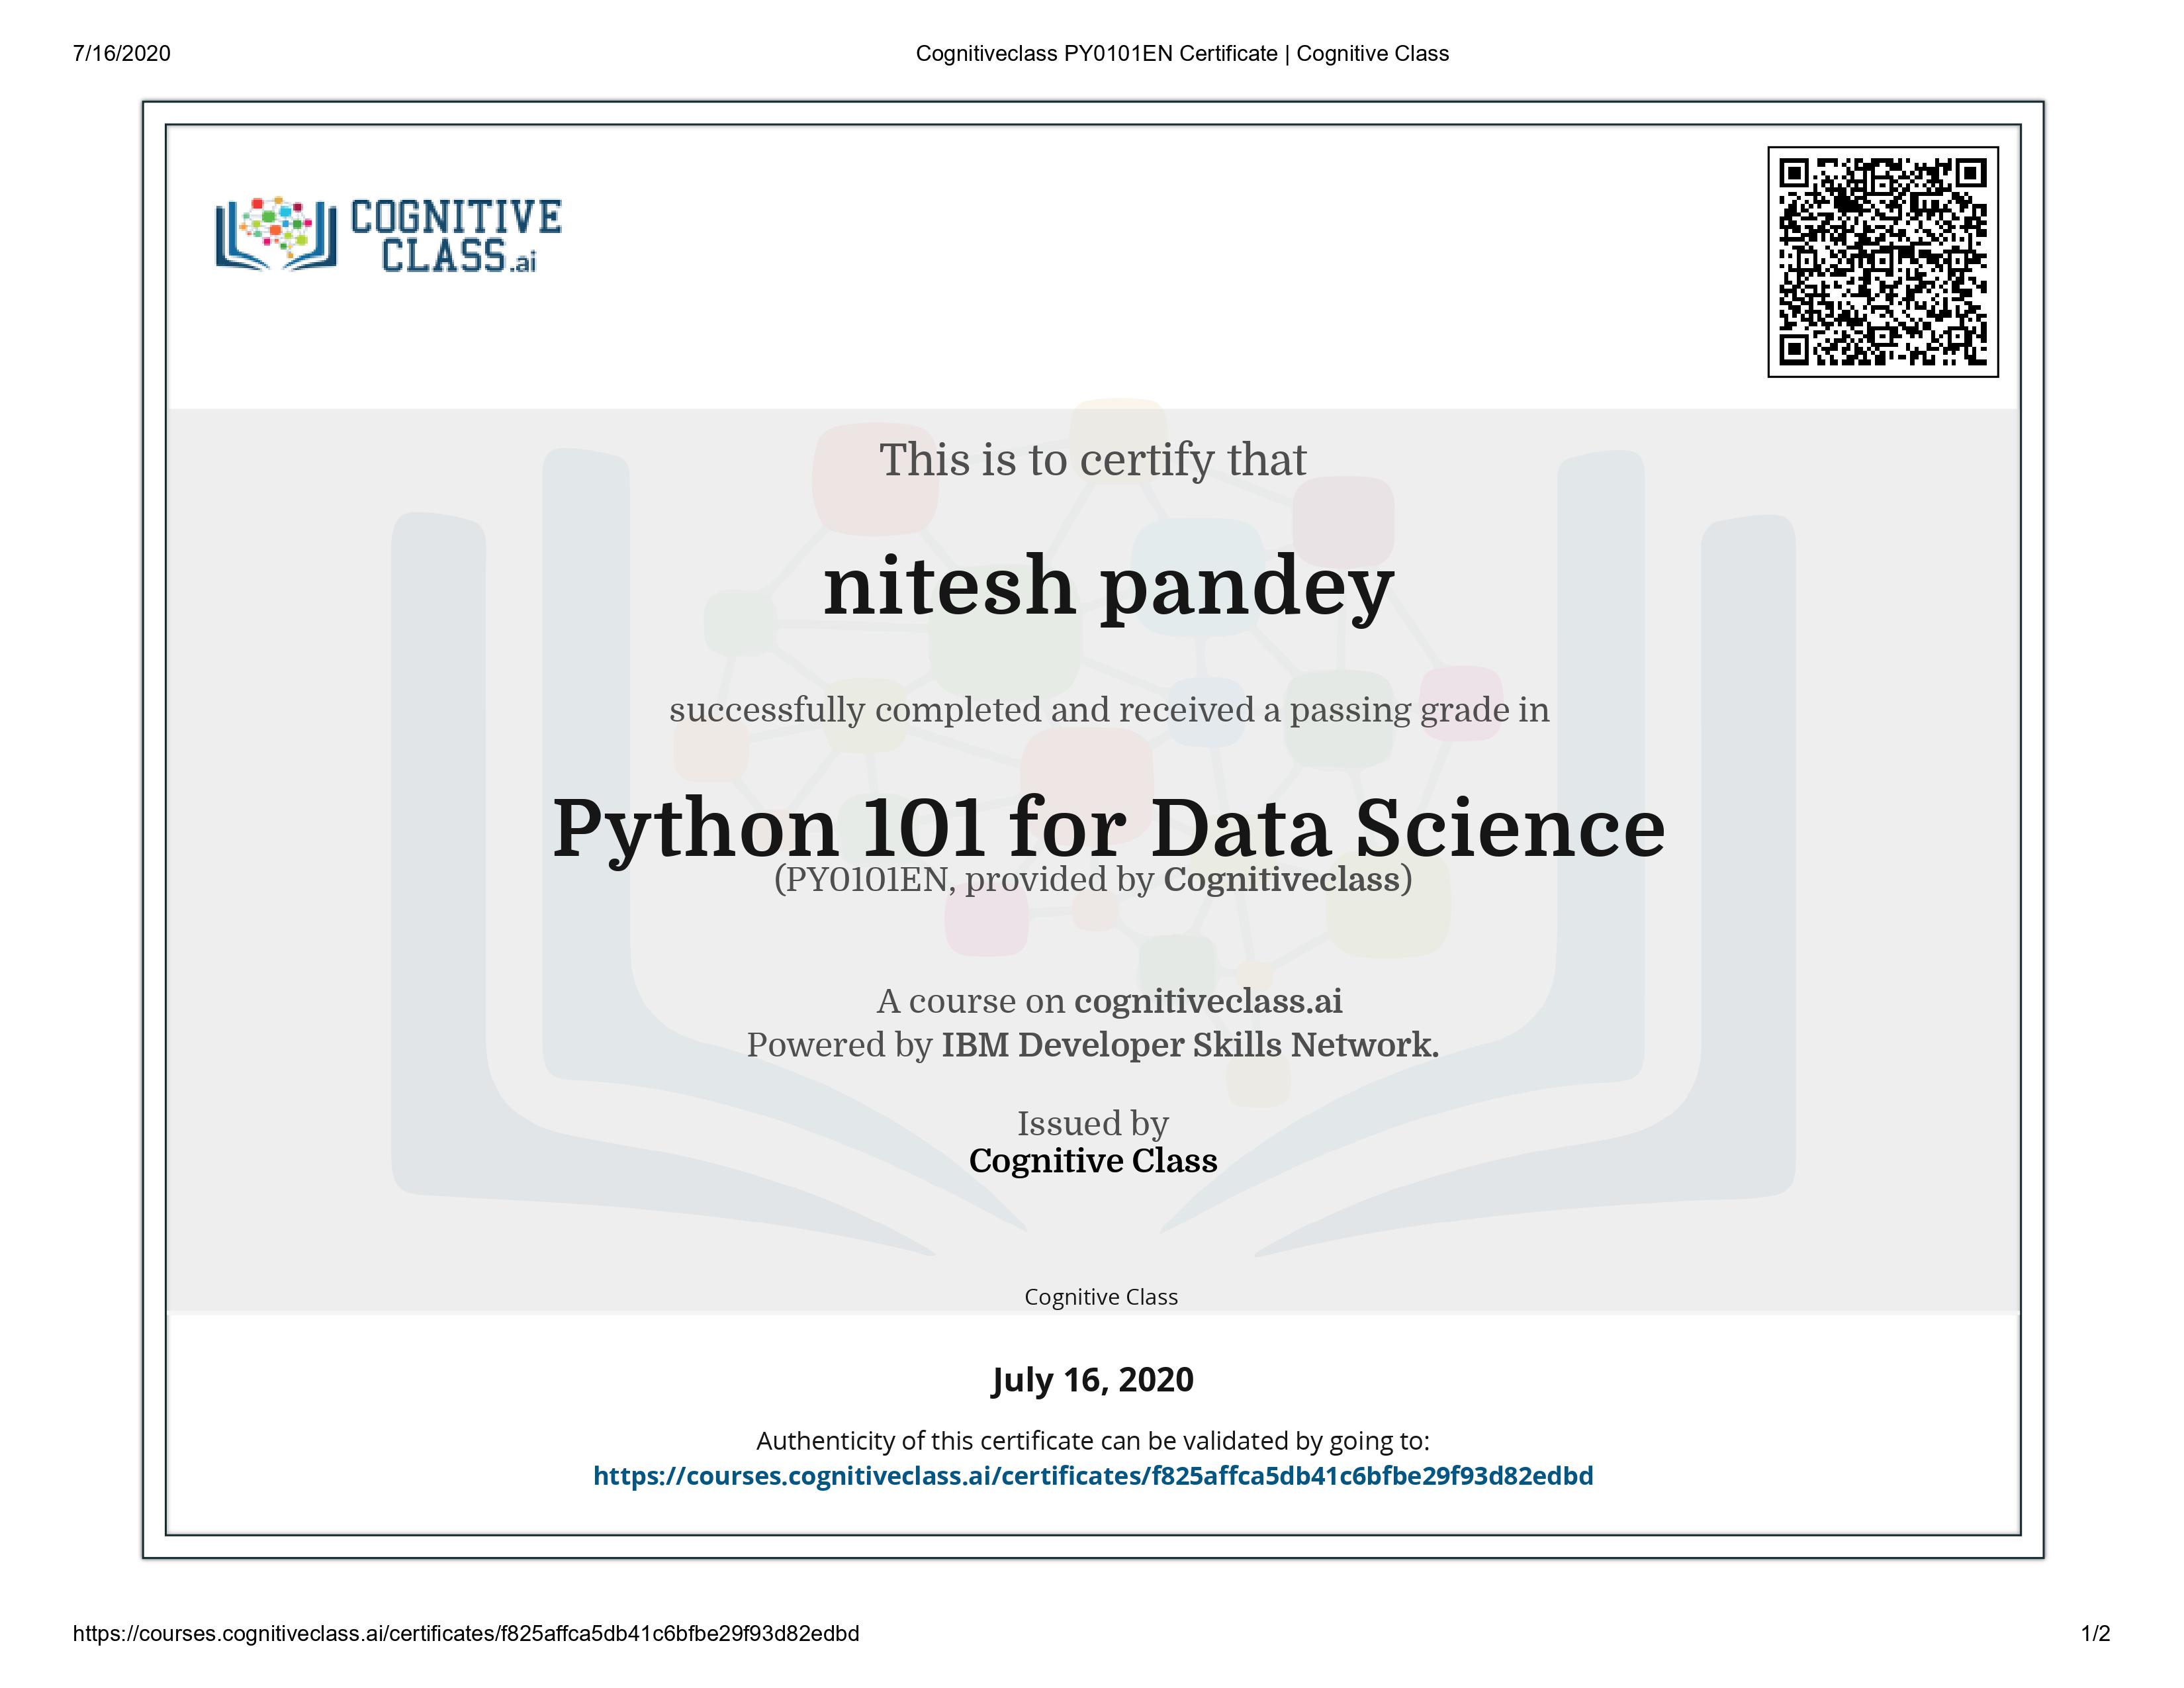 7/16/2020
Cognitiveclass PY0101EN Certificate | Cognitive Class
COGNITIVE
CLASS.ai
This is to certify that
nitesh pandey
successfully completed and received a passing grade in
Python 101 for Data Science
(PY0101EN, provided by Cognitiveclass)
A course on cognitiveclass.ai
Powered by IBM Developer Skills Network.
Issued by
Cognitive Class
Cognitive Class
July 16, 2020
Authenticity of this certificate can be validated by going to:
https://courses.cognitiveclass.ai/certificates/f825affca5db41c6bfbe29f93d82edbd
https://courses.cognitiveclass.ai/certificates/f825affca5db41c6bfbe29f93d82edbd
1/2